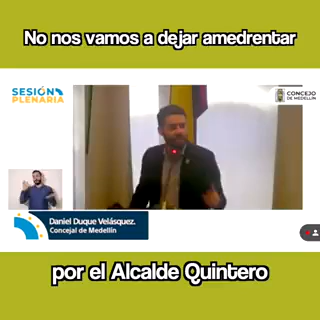 No nos vamos a dejar amedrentar
SESIÓN
PLENARIA
CONCEJO
DE MEDELLÍN
Daniel Duque Velásquez.
Concejal de Medellín
por el Alcalde Quintero